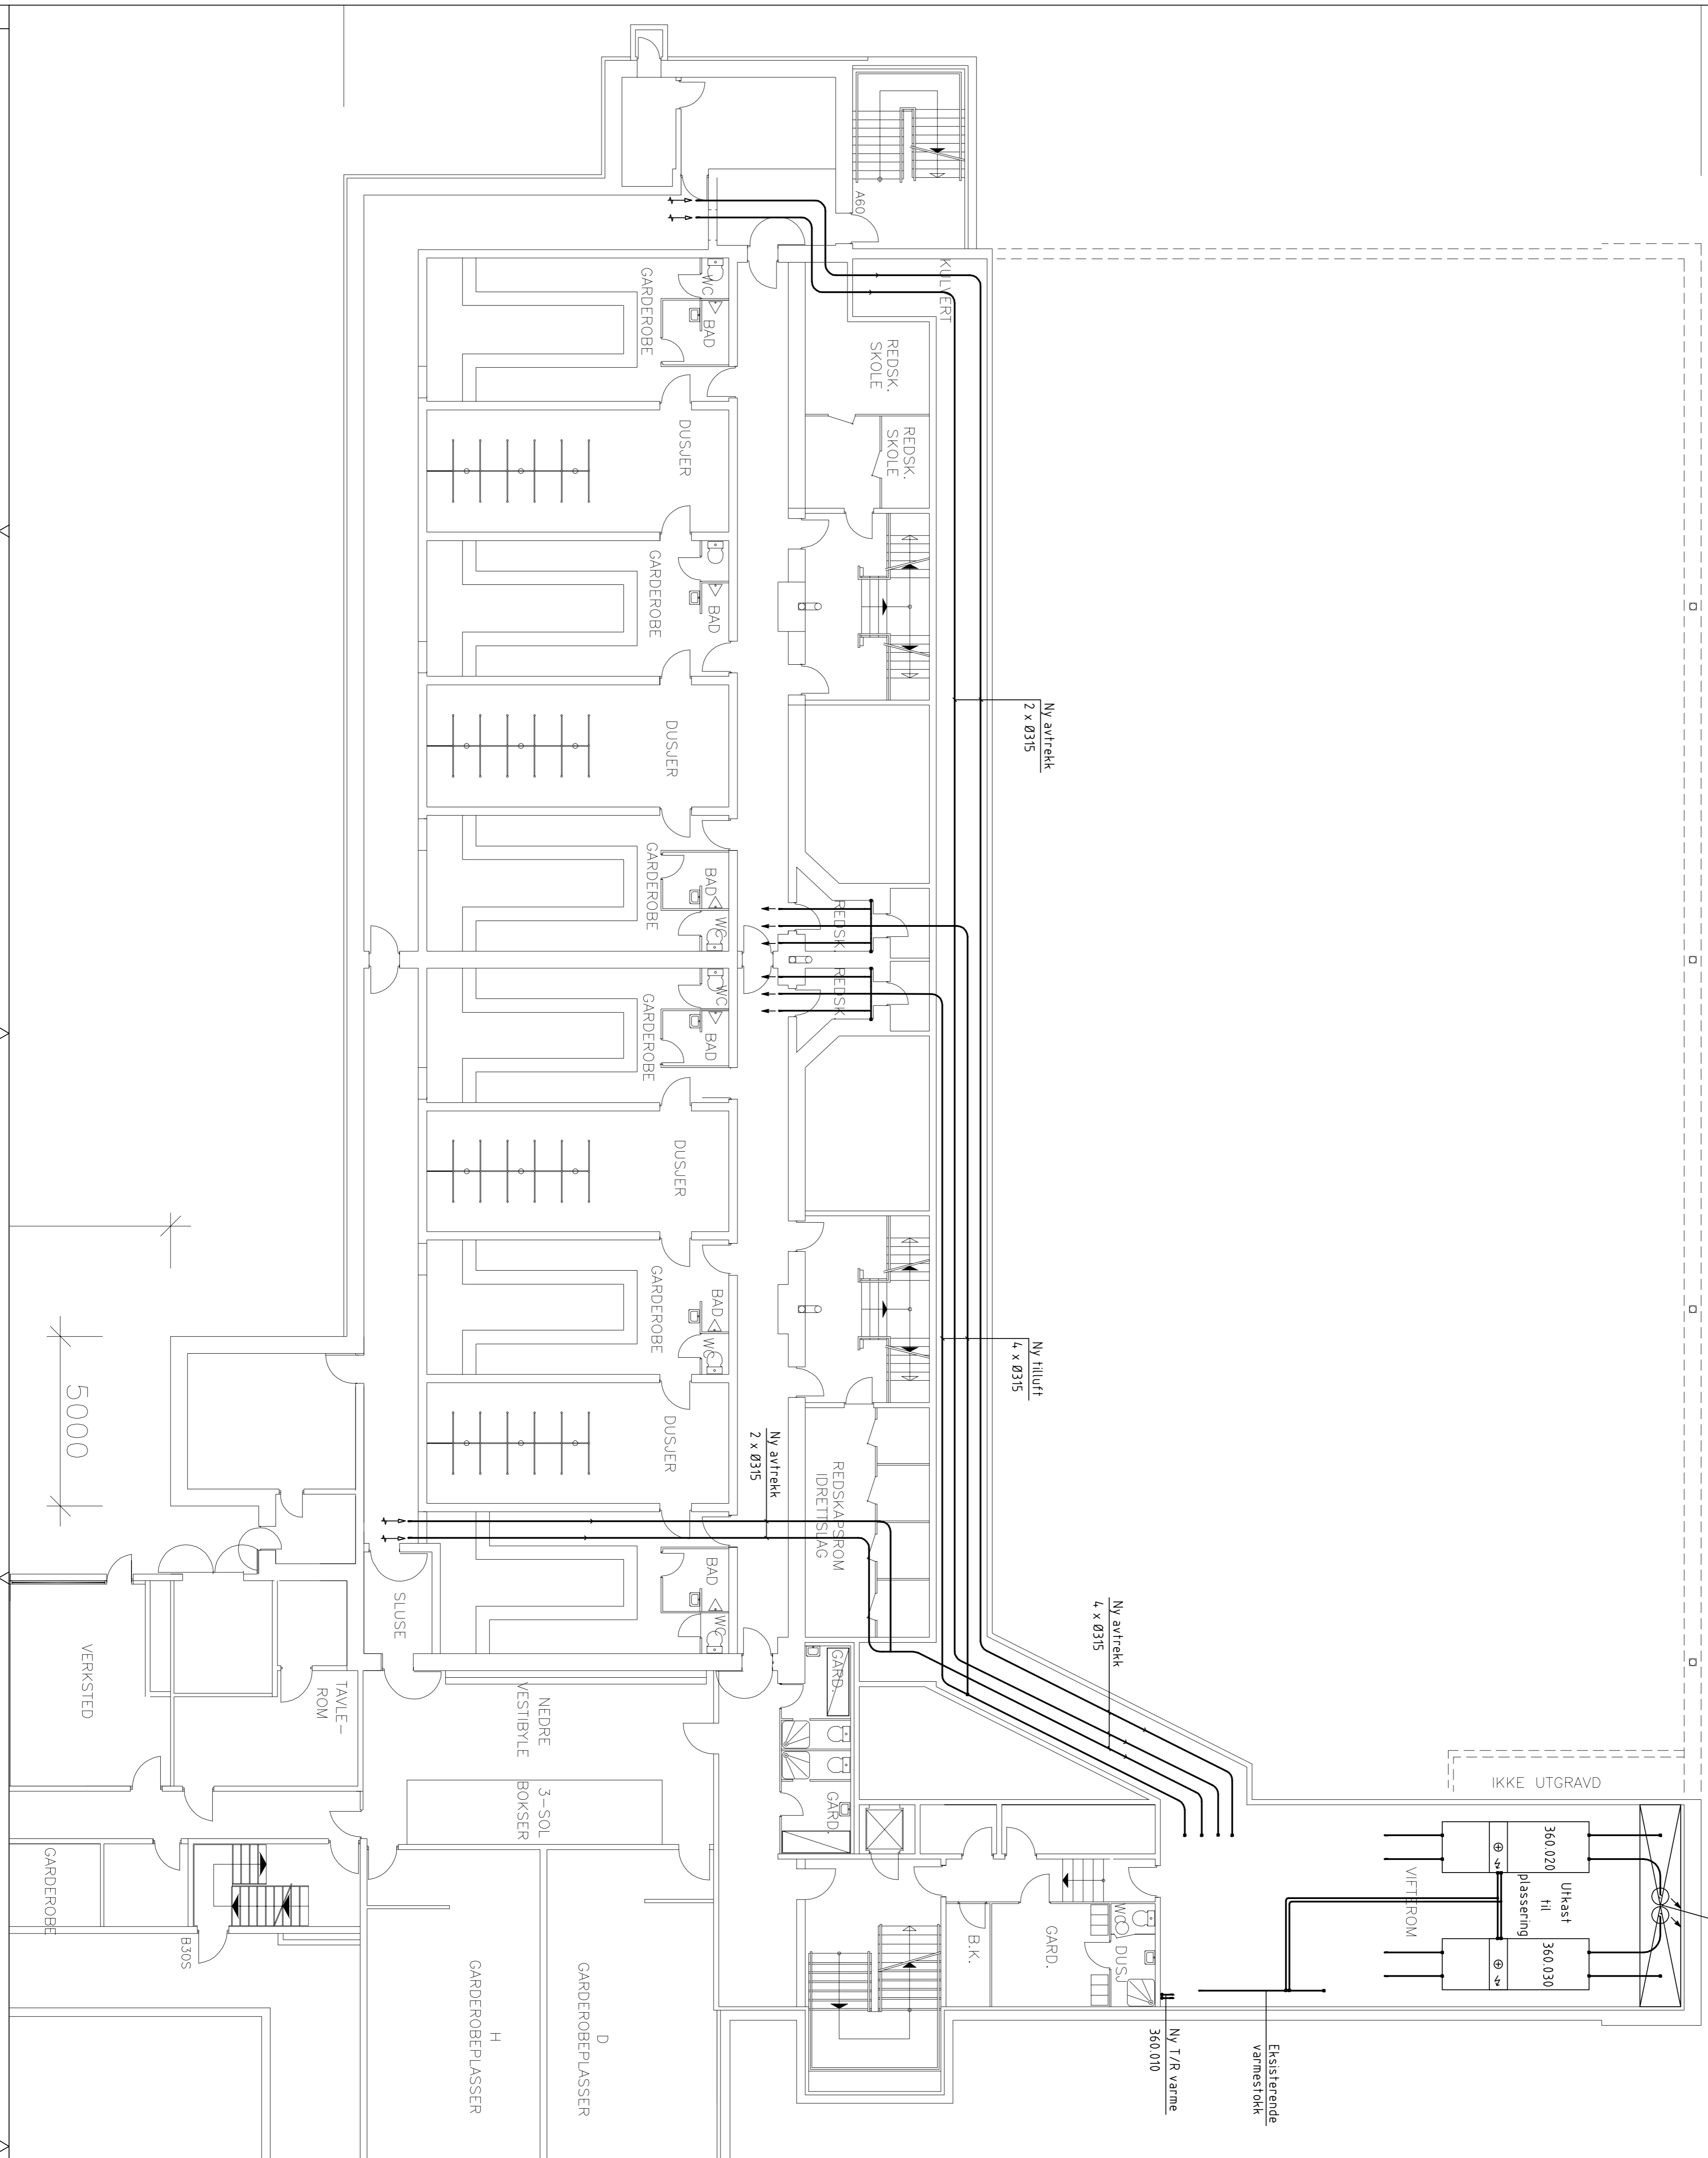 A60
KULVERT
WC
BAD
GARDEROBE
REDSK.
SKOLE
REDSK.
SKOLE
DUSJER
BAD
GARDEROBE
DUSJER
Ny avtrekk
2 x Ø315
BAD
WC
GARDEROBE
REDSK.
REDSK.
WC
BAD
GARDEROBE
DUSJER
BAD
WC
GARDEROBE
Ny tilluft
4 x Ø315
DUSJER
Ny avtrekk
2 x Ø315
REDSKAPSROM
IDRETTSLAG
5000
BAD
WC
SLUSE
Ny avtrekk
4 x Ø315
GARD.
GARD.
NEDRE
VESTIBYLE
3-SOL
BOKSER
TAVLE-
ROM
VERKSTED
IKKE UTGRAVD
360.020
Utkast
til
plassering
360.030
VIFTEROM
WC
DUSJ
GARD.
B.K.
GARDEROBE
B30S
D
GARDEROBEPLASSER
H
GARDEROBEPLASSER
Ny T/R varme
360.010
Eksisterende
varmestokk